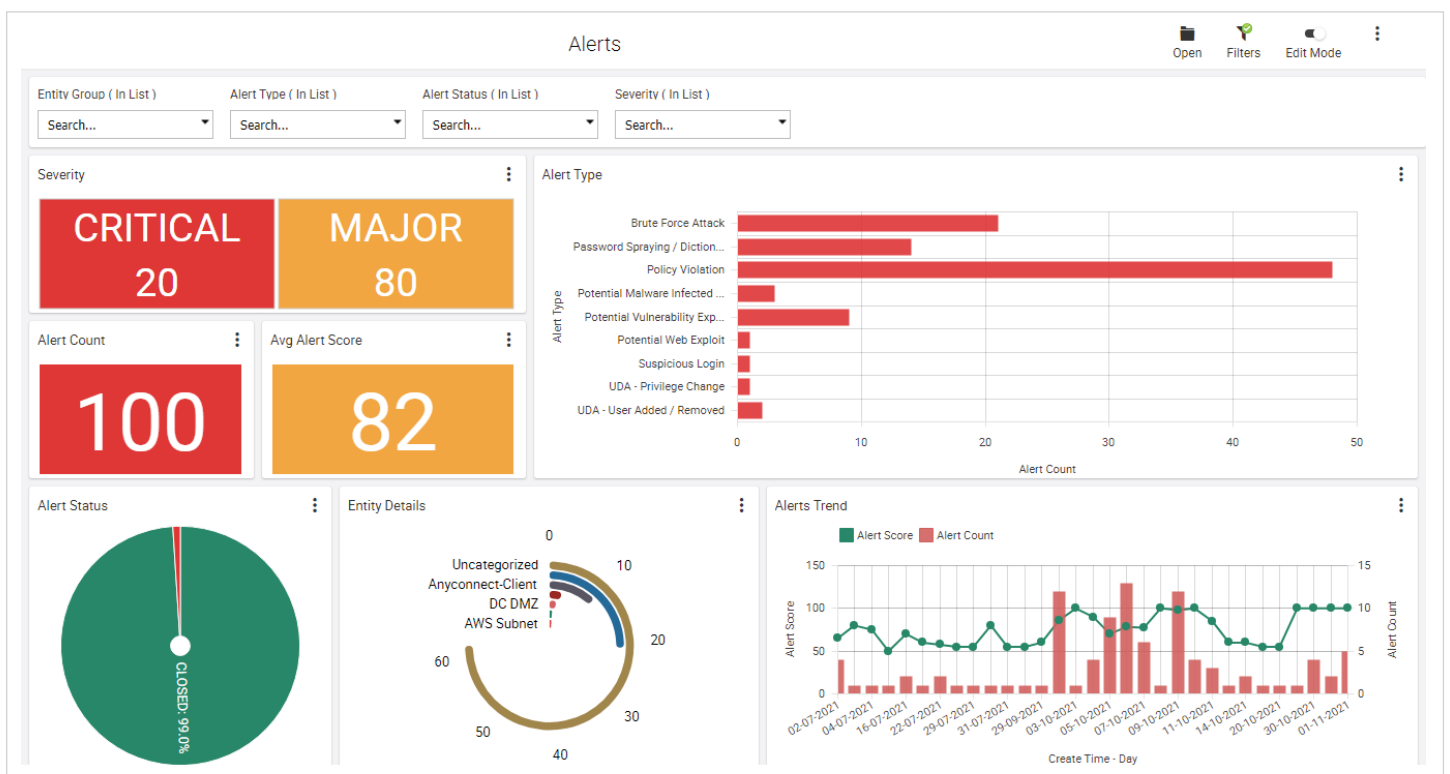 Alerts
Open
Filters
Edit Mode
Entity Group ( In List )
Alert Type ( In List )
Alert Status ( In List )
Severity ( In List )
Search...
Search...
Search...
Search...
Severity
CRITICAL
20
MAJOR
80
Alert Count
100
Avg Alert Score
82
Alert Type
Alert Type
Brute Force Attack
Password Spraying / Diction...
Policy Violation
Potential Malware Infected ...
Potential Vulnerability Exp...
Potential Web Exploit
Suspicious Login
UDA - Privilege Change
UDA - User Added / Removed
0
10
20
30
40
50
Alert Count
Alert Status
CLOSED: 99.0%
Entity Details
0
10
20
30
40
50
60
Uncategorized
Anyconnect-Client
DC DMZ
AWS Subnet
Alerts Trend
Alert Score
Alert Count
Alert Score
150
100
50
0
15
10
5
0
Alert Count
02-07-2021
04-07-2021
16-07-2021
22-07-2021
29-07-2021
31-07-2021
29-09-2021
03-10-2021
05-10-2021
07-10-2021
09-10-2021
11-10-2021
14-10-2021
20-10-2021
30-10-2021
01-11-2021
Create Time - Day